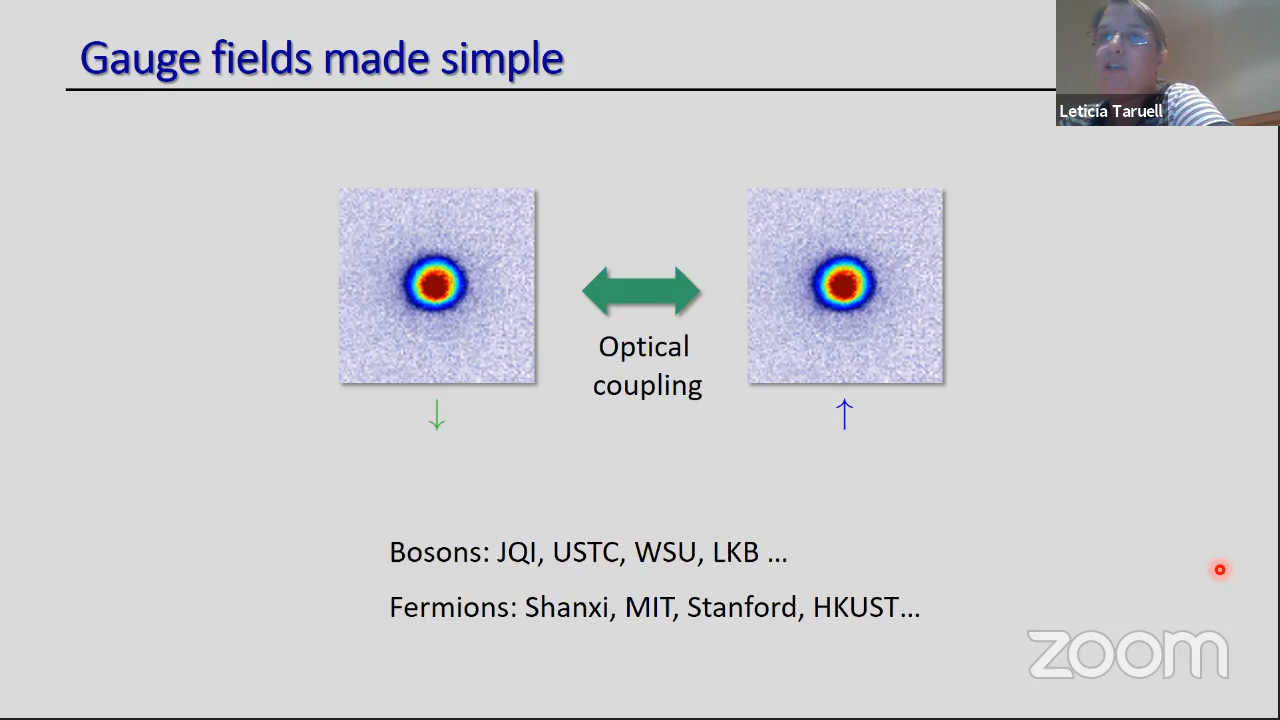 Gauge fields made simple
Leticia Taruell
Optical
coupling
↓
↑
Bosons: JQI, USTC, WSU, LKB ...
Fermions: Shanxi, MIT, Stanford, HKUST...
zoom